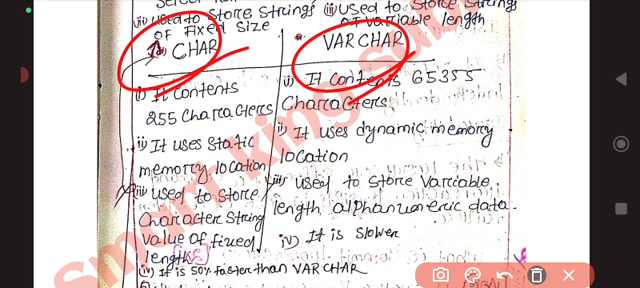 (ii) Used to Store Strings (ii) Used to Store Strings
of Fixed Size of Variable length
CHAR VARCHAR
(i) It Contents i) It Contents 65355
255 Characters Characters.
ii) It uses static ii) It uses dynamic memory
memory location location
iii) used to Store iii) used to Store Variable
Character String length alphanumeric data.
value of fixed iv) It is Slower
length
(iv) It is 50% faster than VARCHAR
Smart king